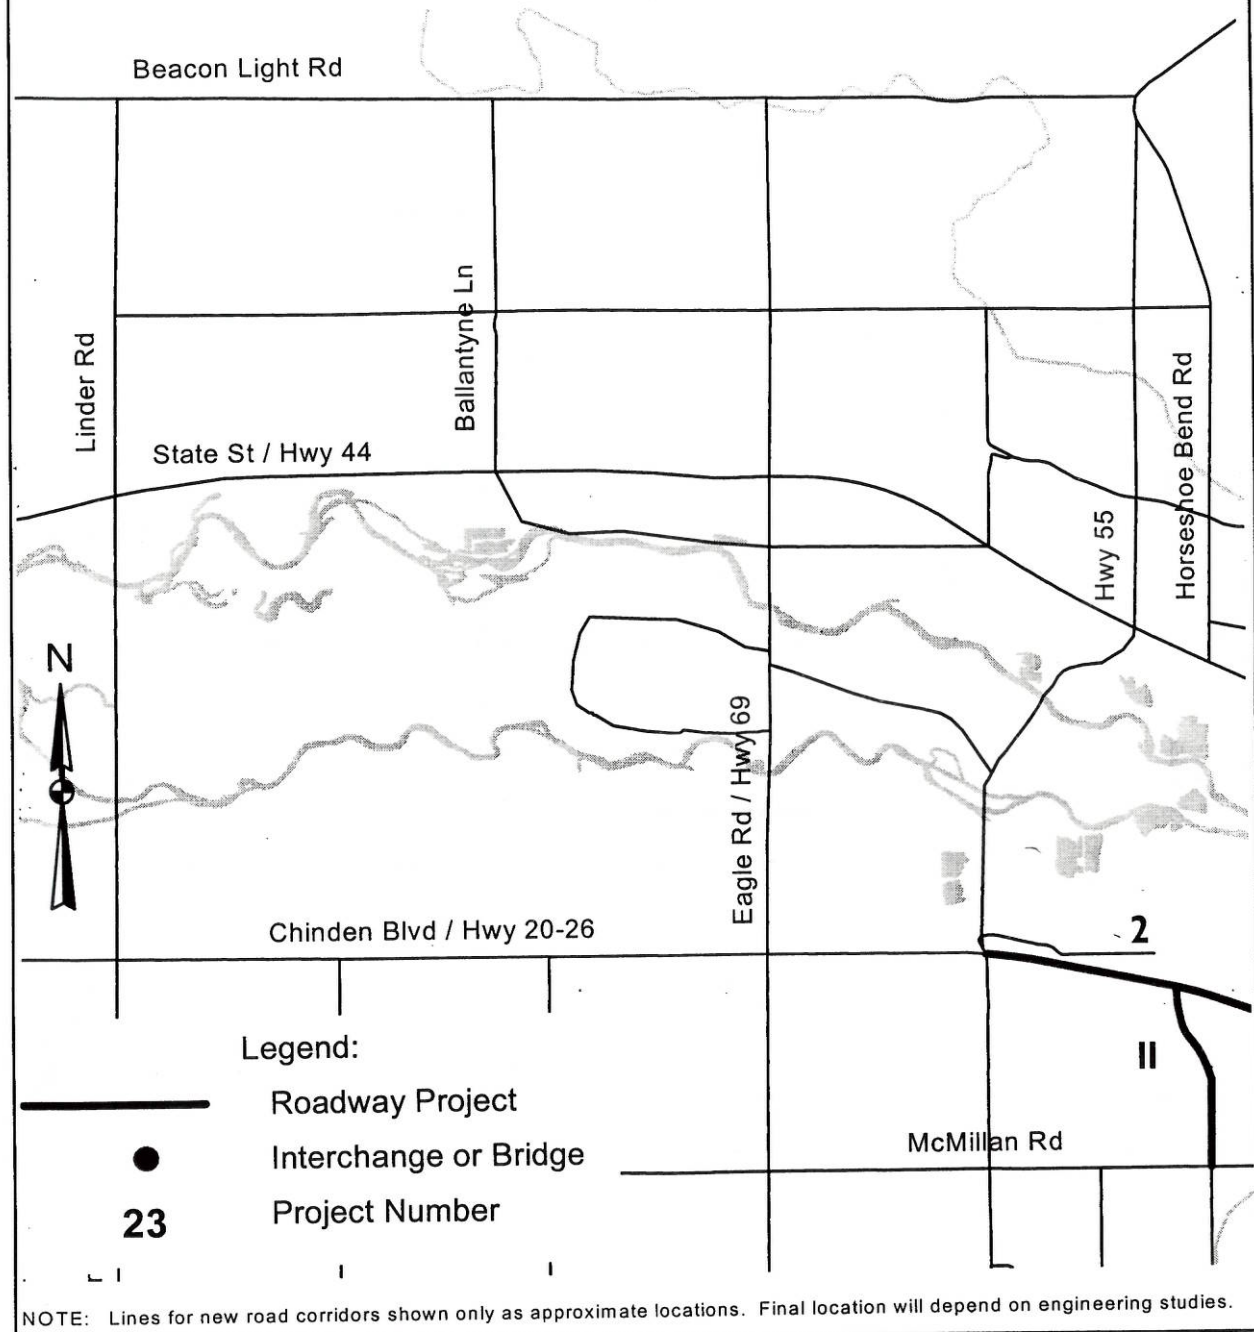 Beacon Light Rd
Ballantyne Ln
Linder Rd
Horseshoe Bend Rd
State St / Hwy 44
Hwy 55
N
Eagle Rd / Hwy 69
Chinden Blvd / Hwy 20-26
2
Legend:
11
Roadway Project
McMillan Rd
Interchange or Bridge
23 Project Number
NOTE: Lines for new road corridors shown only as approximate locations. Final location will depend on engineering studies.